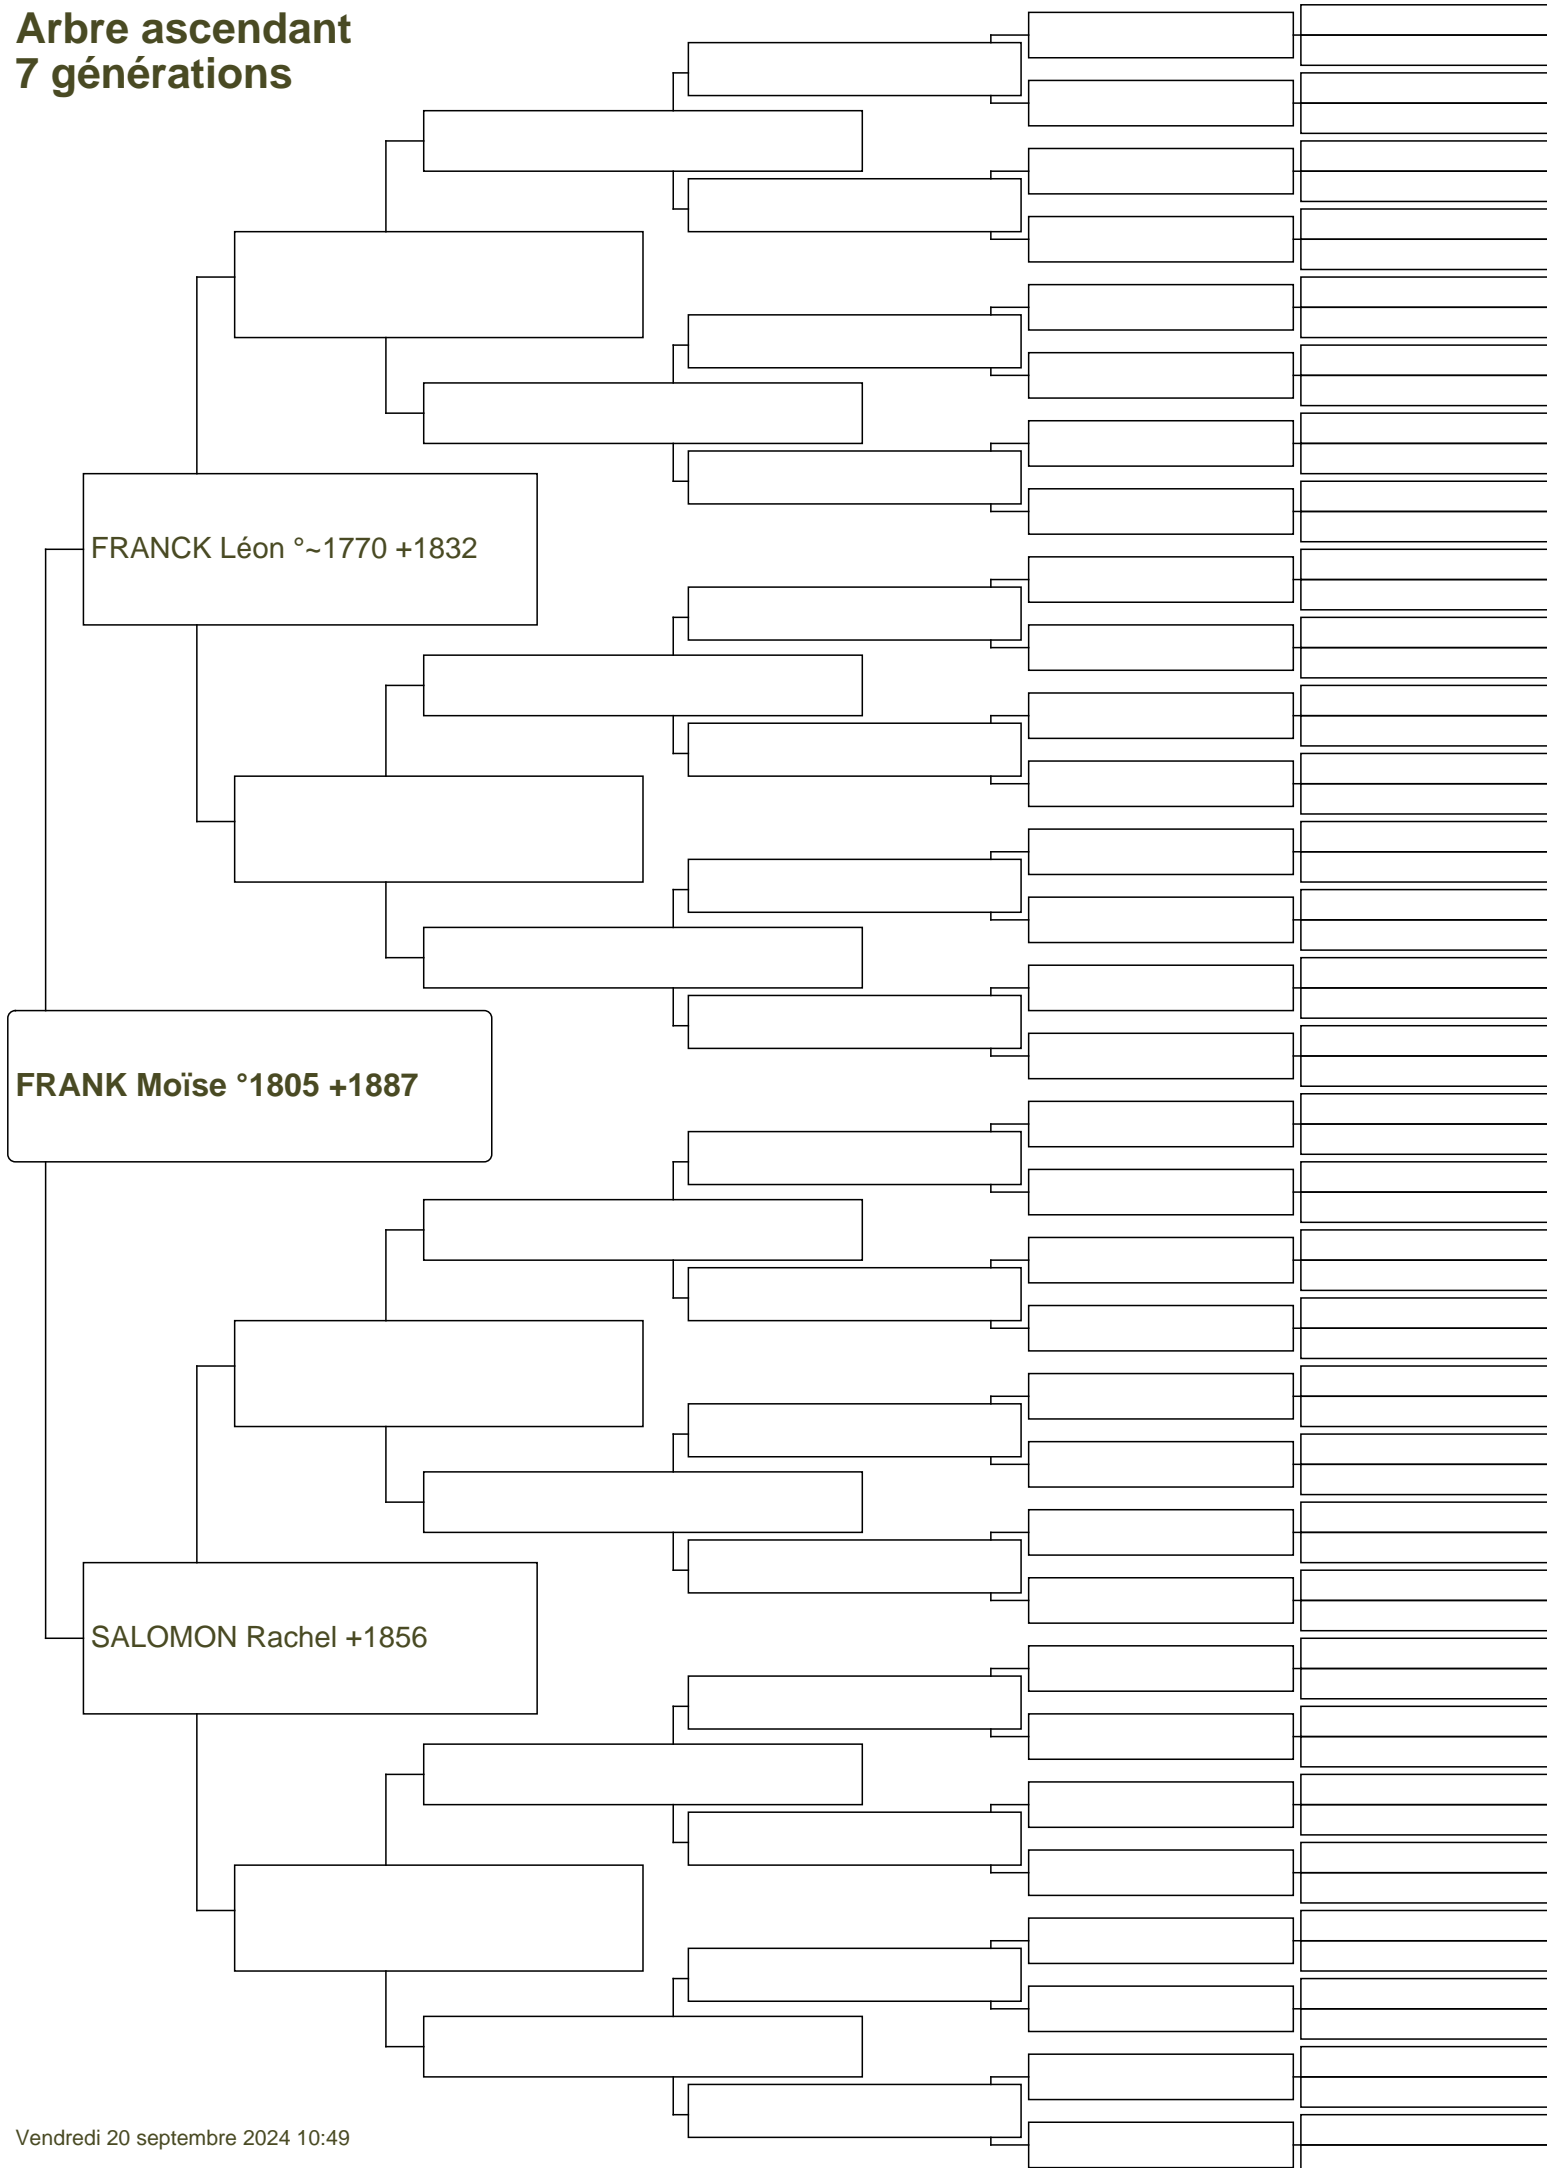 Arbre ascendant
7 générations
FRANCK Léon °~1770 +1832
FRANK Moïse °1805 +1887
SALOMON Rachel +1856
Vendredi 20 septembre 2024 10:49